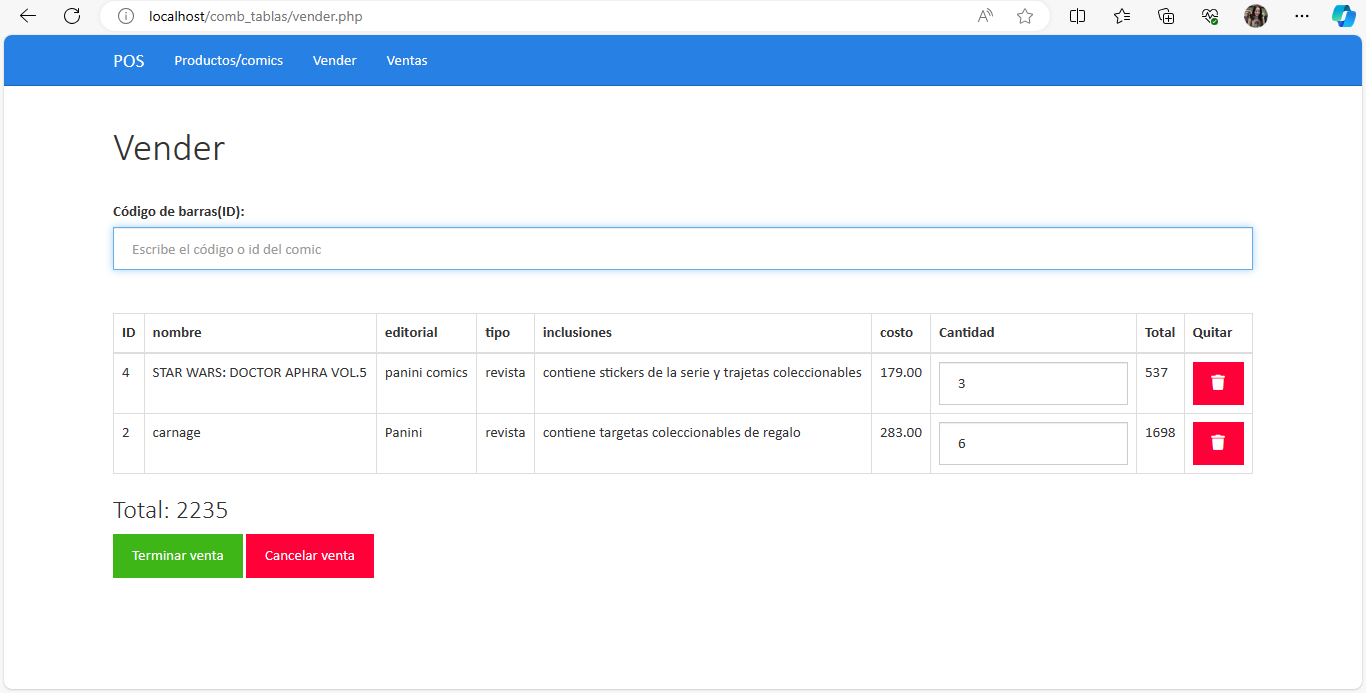 localhost/comb_tablas/vender.php
POS Productos/comics Vender Ventas
Vender
Código de barras(ID):
Escribe el código o id del comic
ID nombre editorial tipo inclusiones costo Cantidad Total Quitar
4 STAR WARS: DOCTOR APHRA VOL.5 panini comics revista contiene stickers de la serie y trajetas coleccionables 179.00 3 537
2 carnage Panini revista contiene targetas coleccionables de regalo 283.00 6 1698
Total: 2235
Terminar venta Cancelar venta